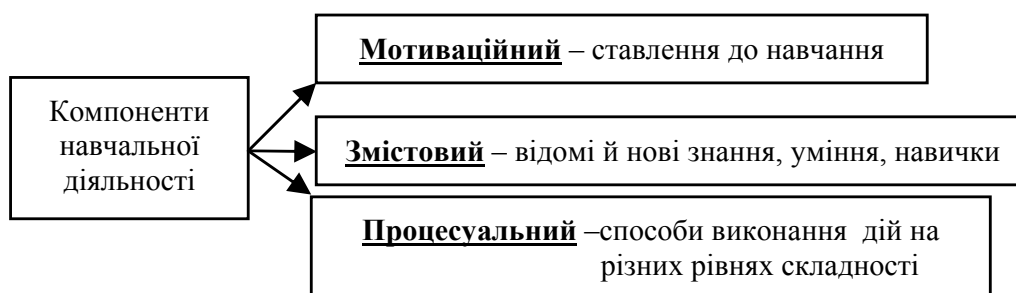 Компоненти
навчальної
діяльності
Мотиваційний – ставлення до навчання
Змістовий – відомі й нові знання, уміння, навички
Процесуальний –способи виконання дій на
різних рівнях складності